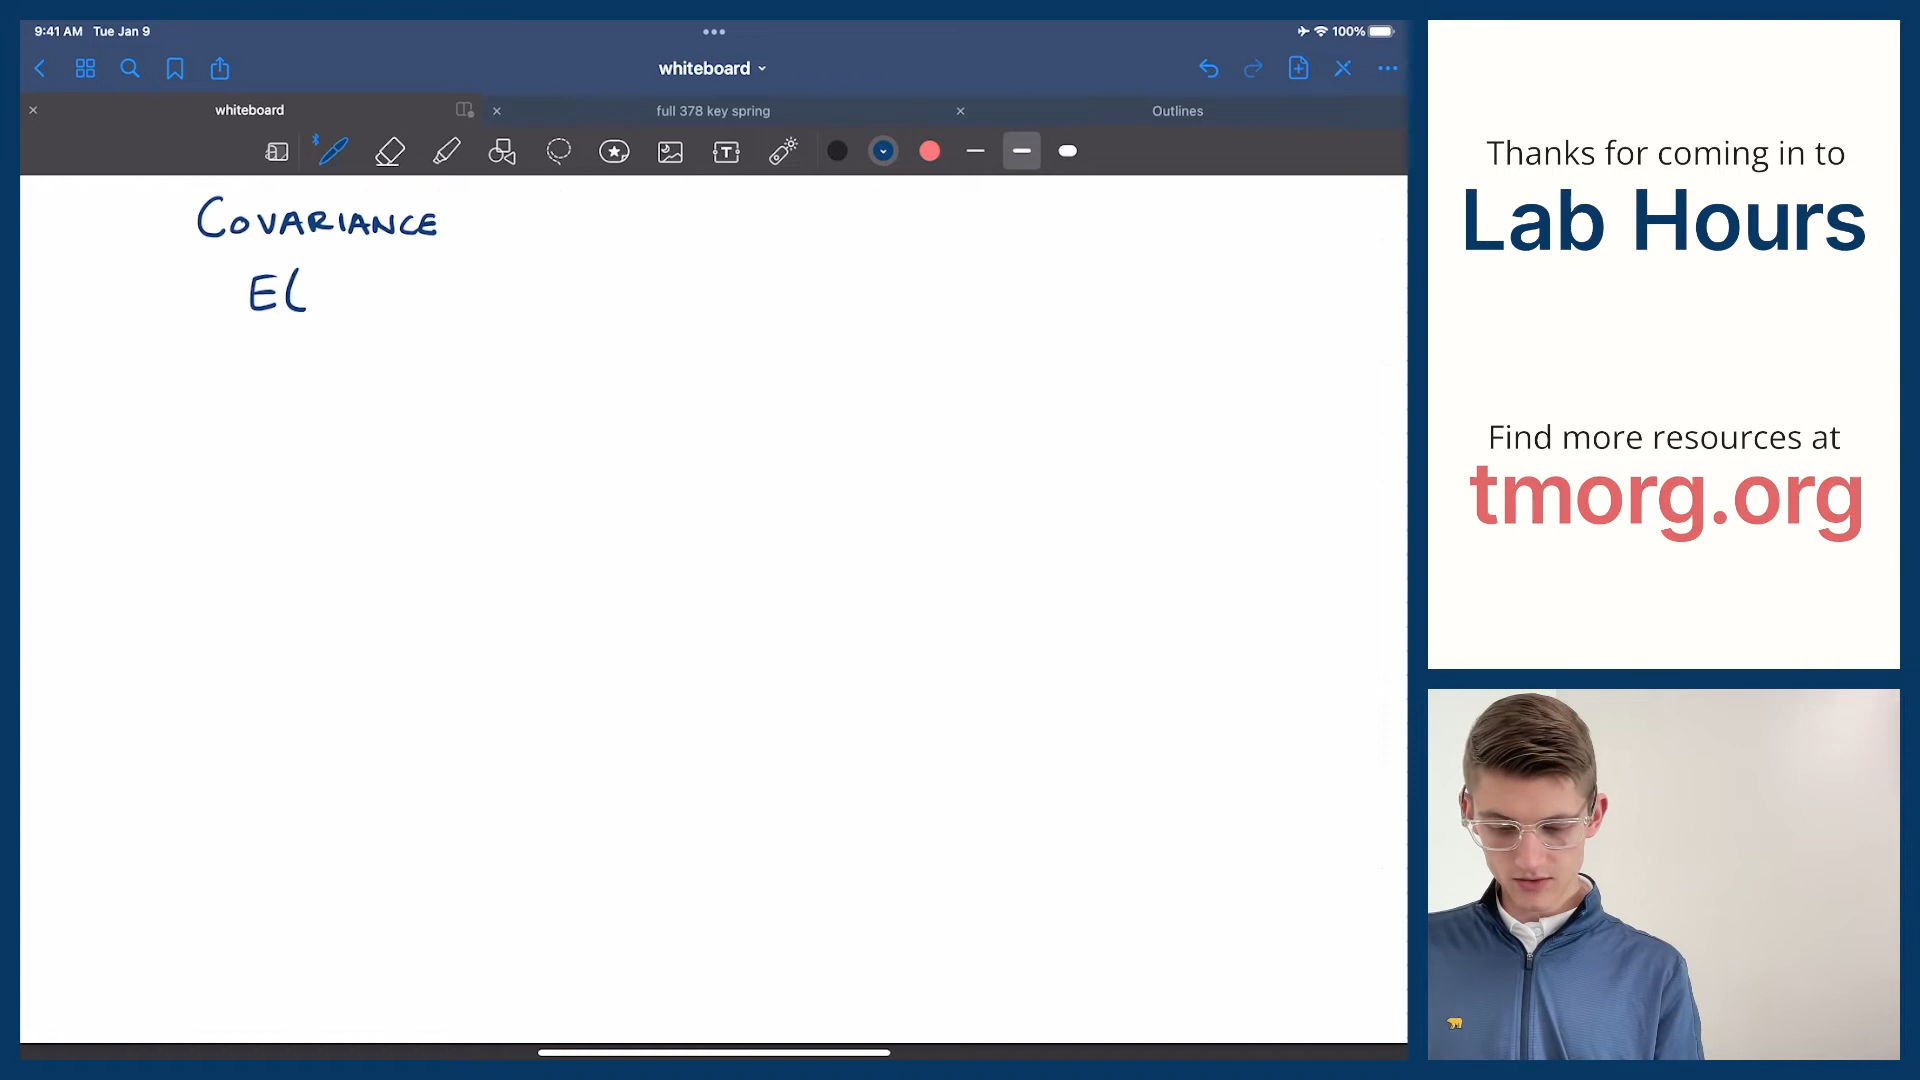 9:41 AM Tue Jan 9
100%
whiteboard
whiteboard
full 378 key spring
Outlines
T
COVARIANCE
E(
Thanks for coming in to
Lab Hours
Find more resources at
tmorg.org